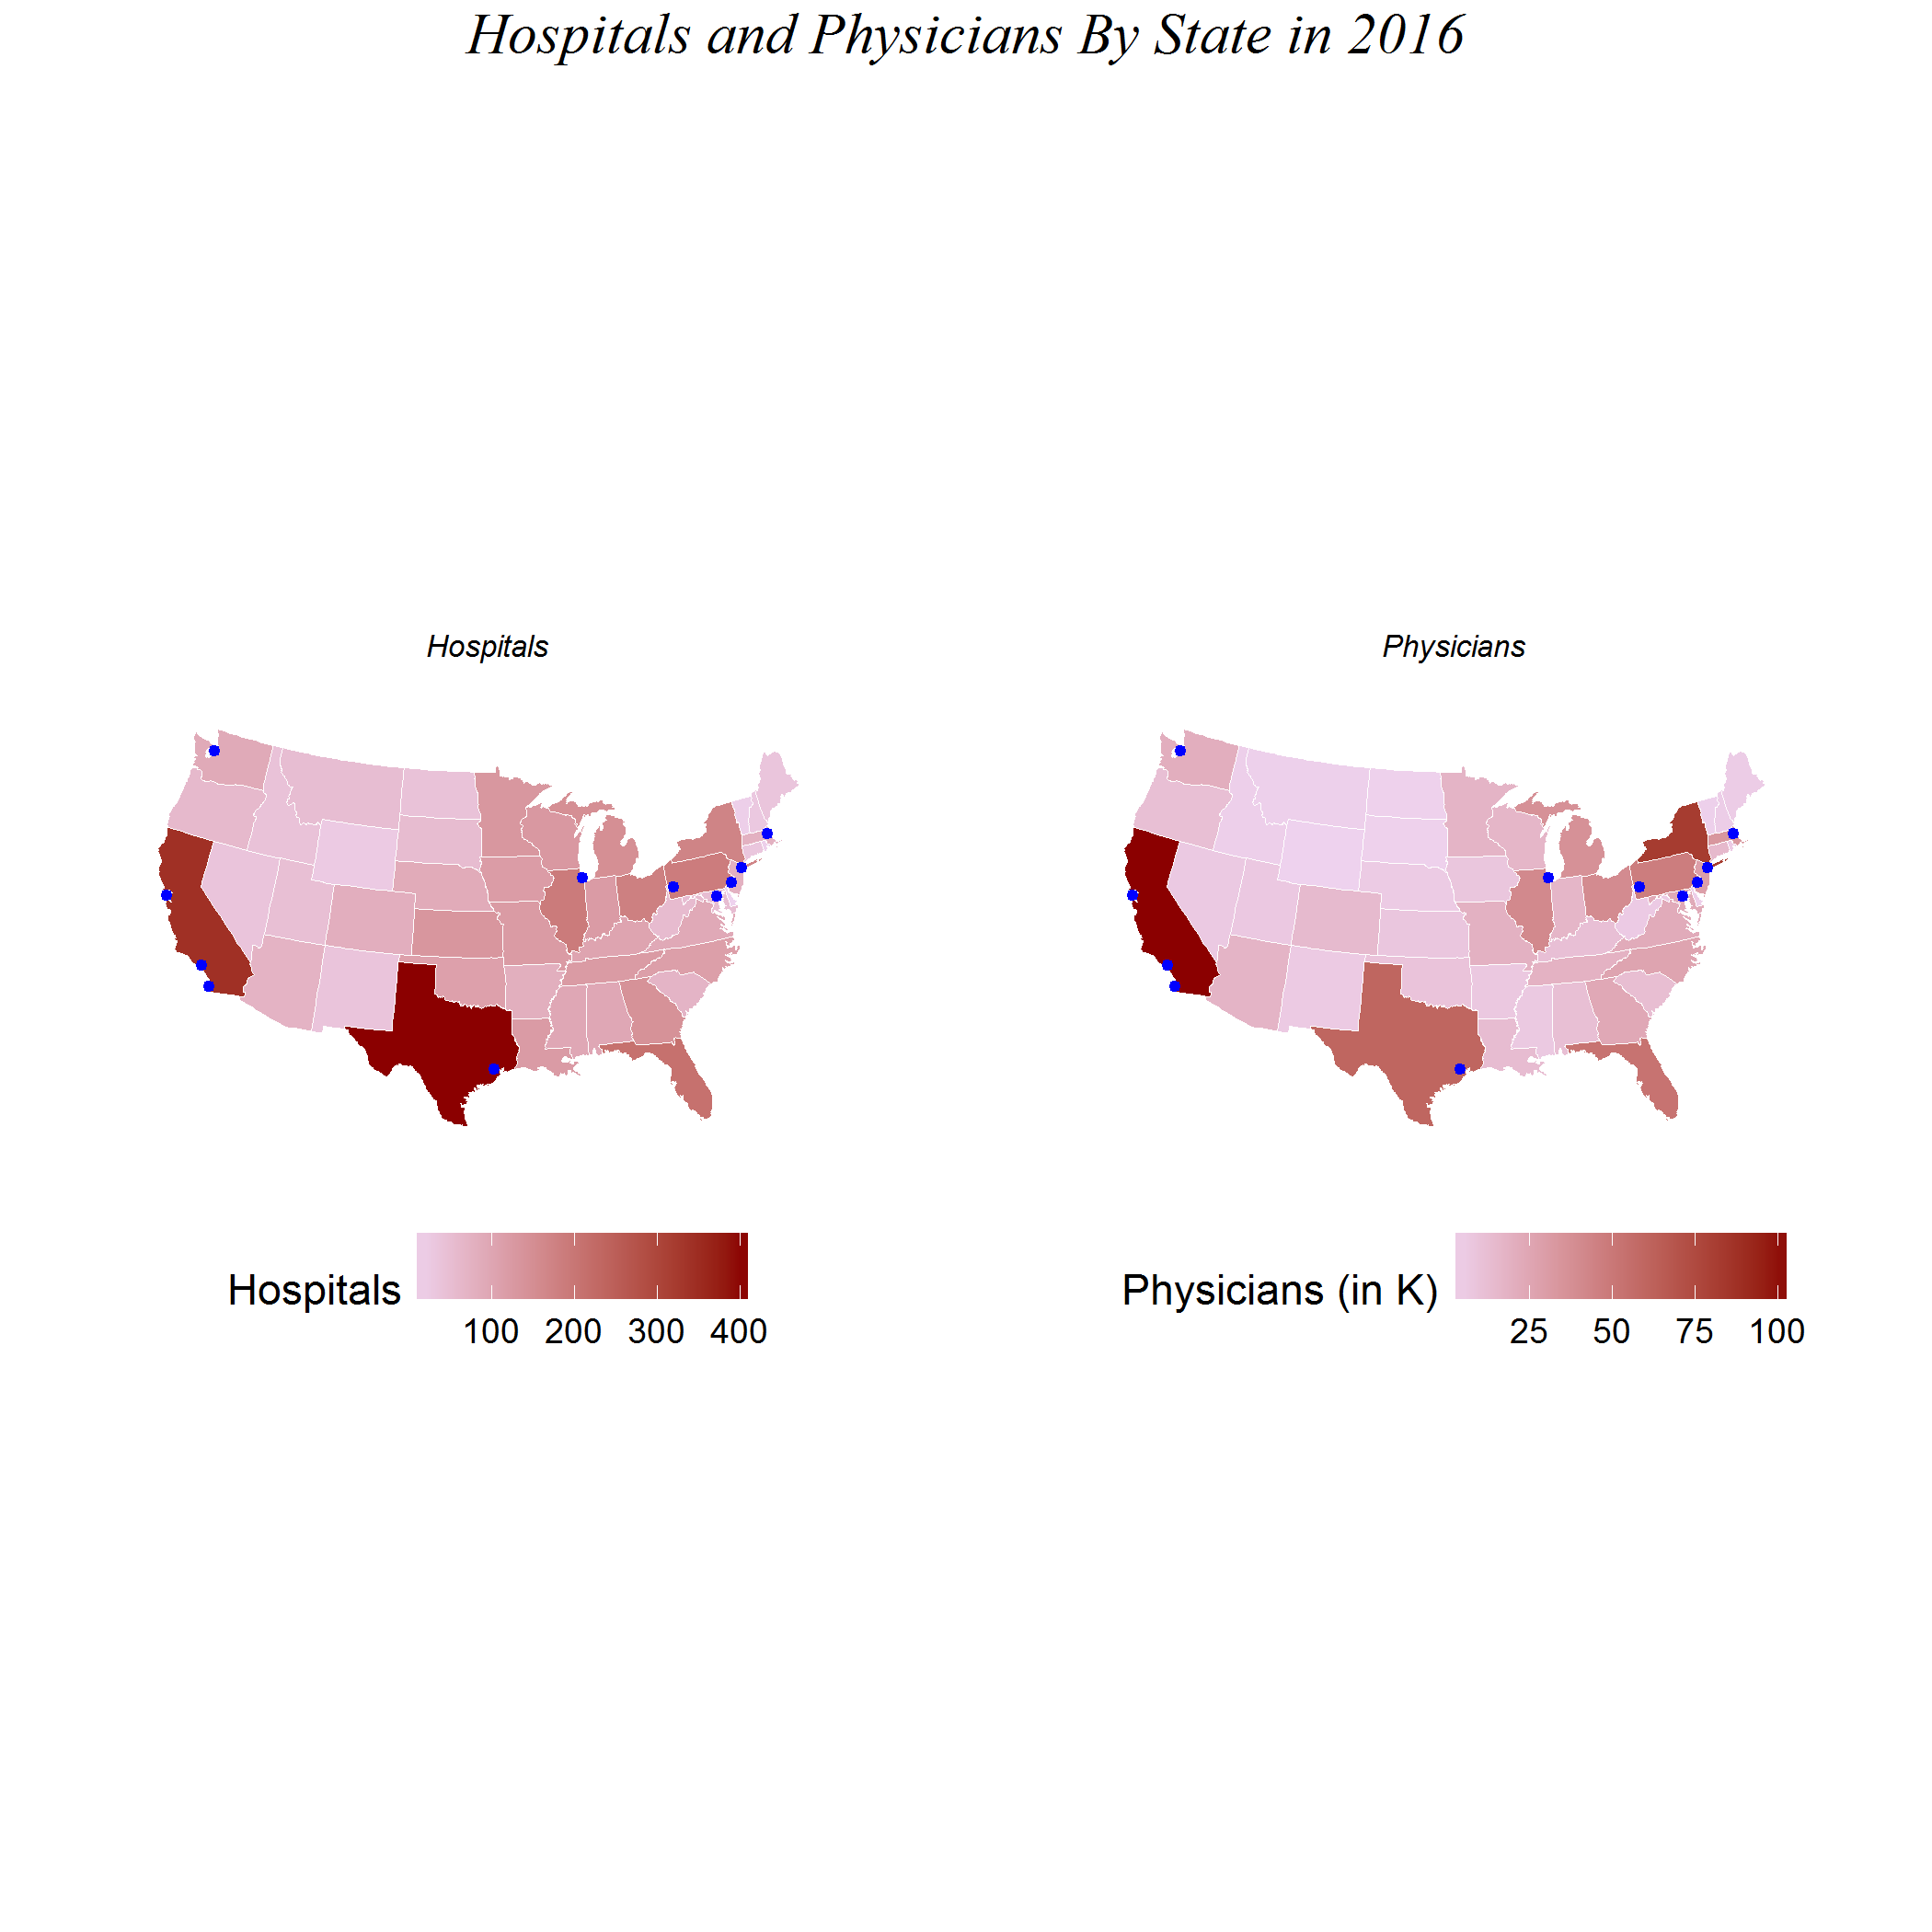 Hospitals and Physicians By State in 2016
Hospitals
Physicians
Hospitals
100 200 300 400
Physicians (in K)
25 50 75 100